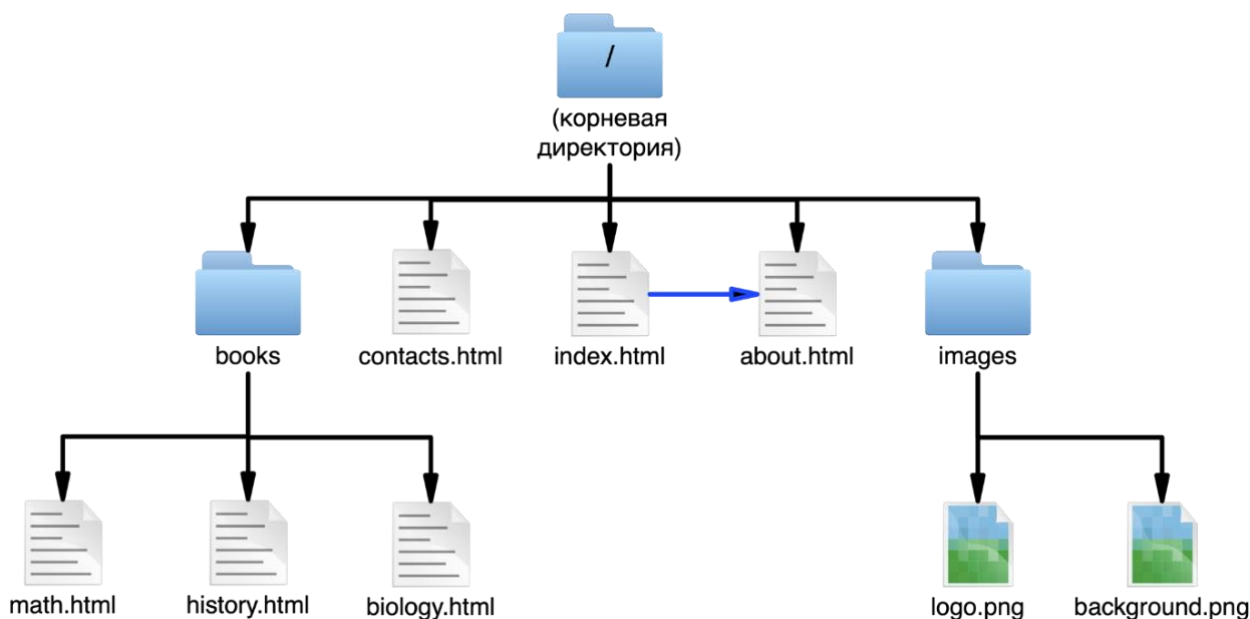 /
(корневая
директория)
books
contacts.html
index.html
about.html
images
math.html
history.html
biology.html
logo.png
background.png